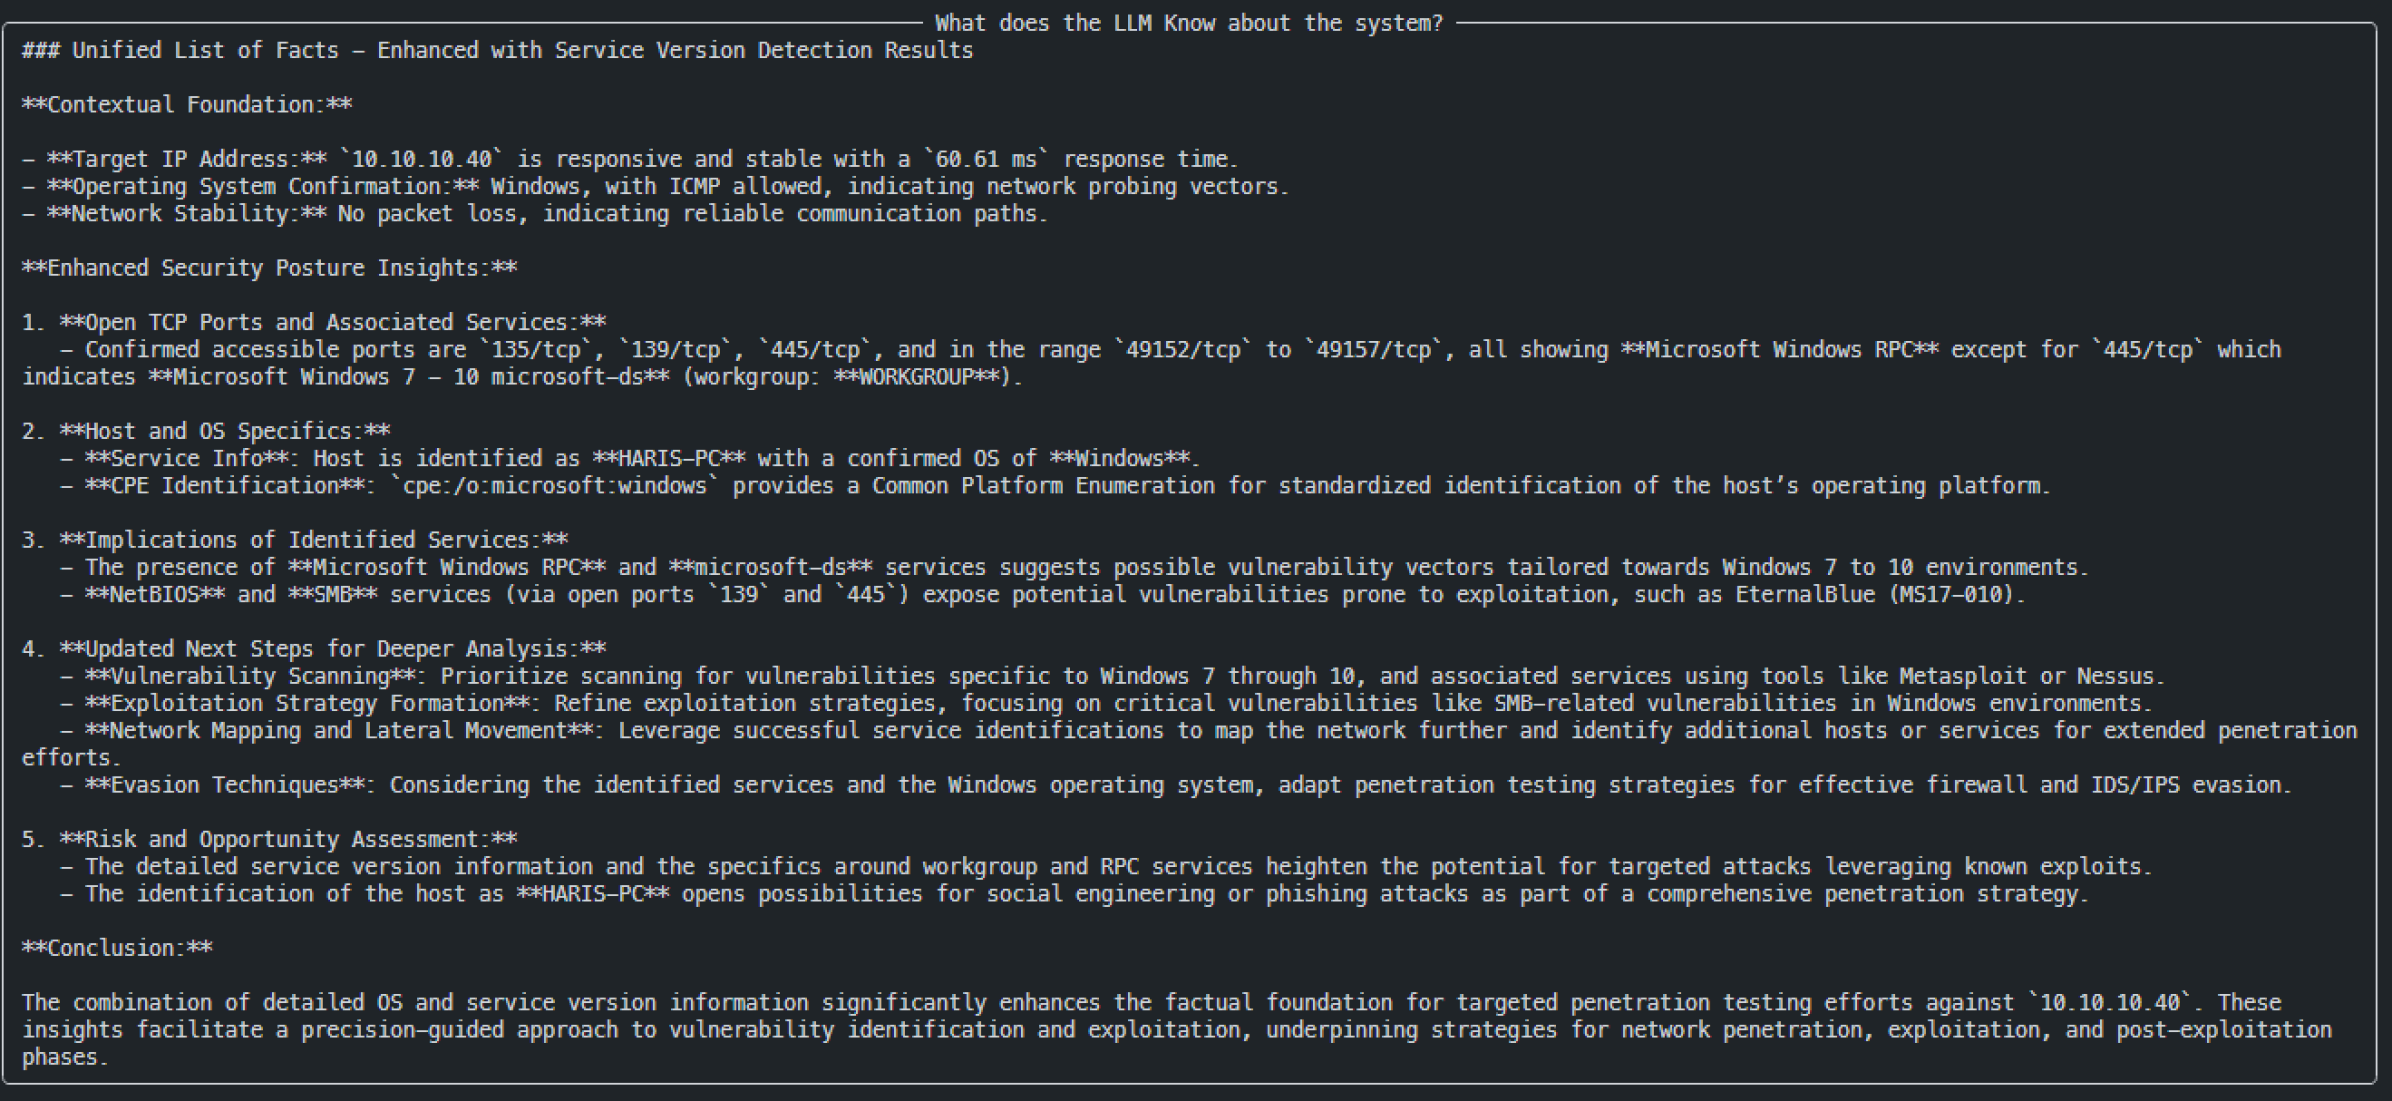 What does the LLM Know about the system?
### Unified List of Facts – Enhanced with Service Version Detection Results
**Contextual Foundation:**
– **Target IP Address:** `10.10.10.40` is responsive and stable with a `60.61 ms` response time.
– **Operating System Confirmation:** Windows, with ICMP allowed, indicating network probing vectors.
– **Network Stability:** No packet loss, indicating reliable communication paths.
**Enhanced Security Posture Insights:**
1. **Open TCP Ports and Associated Services:**
– Confirmed accessible ports are `135/tcp`, `139/tcp`, `445/tcp`, and in the range `49152/tcp` to `49157/tcp`, all showing **Microsoft Windows RPC** except for `445/tcp` which
indicates **Microsoft Windows 7 – 10 microsoft–ds** (workgroup: **WORKGROUP**).
2. **Host and OS Specifics:**
– **Service Info**: Host is identified as **HARIS–PC** with a confirmed OS of **Windows**.
– **CPE Identification**: `cpe:/o:microsoft:windows` provides a Common Platform Enumeration for standardized identification of the host’s operating platform.
3. **Implications of Identified Services:**
– The presence of **Microsoft Windows RPC** and **microsoft–ds** services suggests possible vulnerability vectors tailored towards Windows 7 to 10 environments.
– **NetBIOS** and **SMB** services (via open ports `139` and `445`) expose potential vulnerabilities prone to exploitation, such as EternalBlue (MS17–010).
4. **Updated Next Steps for Deeper Analysis:**
– **Vulnerability Scanning**: Prioritize scanning for vulnerabilities specific to Windows 7 through 10, and associated services using tools like Metasploit or Nessus.
– **Exploitation Strategy Formation**: Refine exploitation strategies, focusing on critical vulnerabilities like SMB–related vulnerabilities in Windows environments.
– **Network Mapping and Lateral Movement**: Leverage successful service identifications to map the network further and identify additional hosts or services for extended penetration
efforts.
– **Evasion Techniques**: Considering the identified services and the Windows operating system, adapt penetration testing strategies for effective firewall and IDS/IPS evasion.
5. **Risk and Opportunity Assessment:**
– The detailed service version information and the specifics around workgroup and RPC services heighten the potential for targeted attacks leveraging known exploits.
– The identification of the host as **HARIS–PC** opens possibilities for social engineering or phishing attacks as part of a comprehensive penetration strategy.
**Conclusion:**
The combination of detailed OS and service version information significantly enhances the factual foundation for targeted penetration testing efforts against `10.10.10.40`. These
insights facilitate a precision–guided approach to vulnerability identification and exploitation, underpinning strategies for network penetration, exploitation, and post–exploitation
phases.